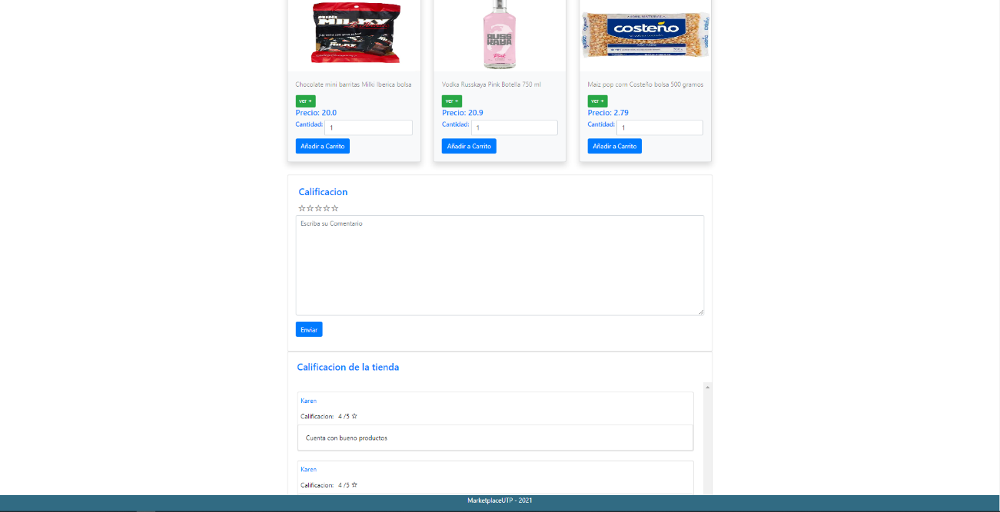 MINI
MILKY
MILKY
RUSS
KAYA
Pink
100% NATURAL
costeño
Chocolate mini barritas Milki Iberica bolsa
Vodka Russkaya Pink Botella 750 ml
Maiz pop corn Costeño bolsa 500 gramos
ver +
ver +
ver +
Precio: 20.0
Precio: 20.9
Precio: 2.79
Cantidad: 1
Cantidad: 1
Cantidad: 1
Añadir a Carrito
Añadir a Carrito
Añadir a Carrito
Calificacion
☆☆☆☆☆
Escriba su Comentario
Enviar
Calificacion de la tienda
Karen
Calificacion: 4 /5 ☆
Cuenta con bueno productos
Karen
Calificacion: 4 /5 ☆
MarketplaceUTP - 2021